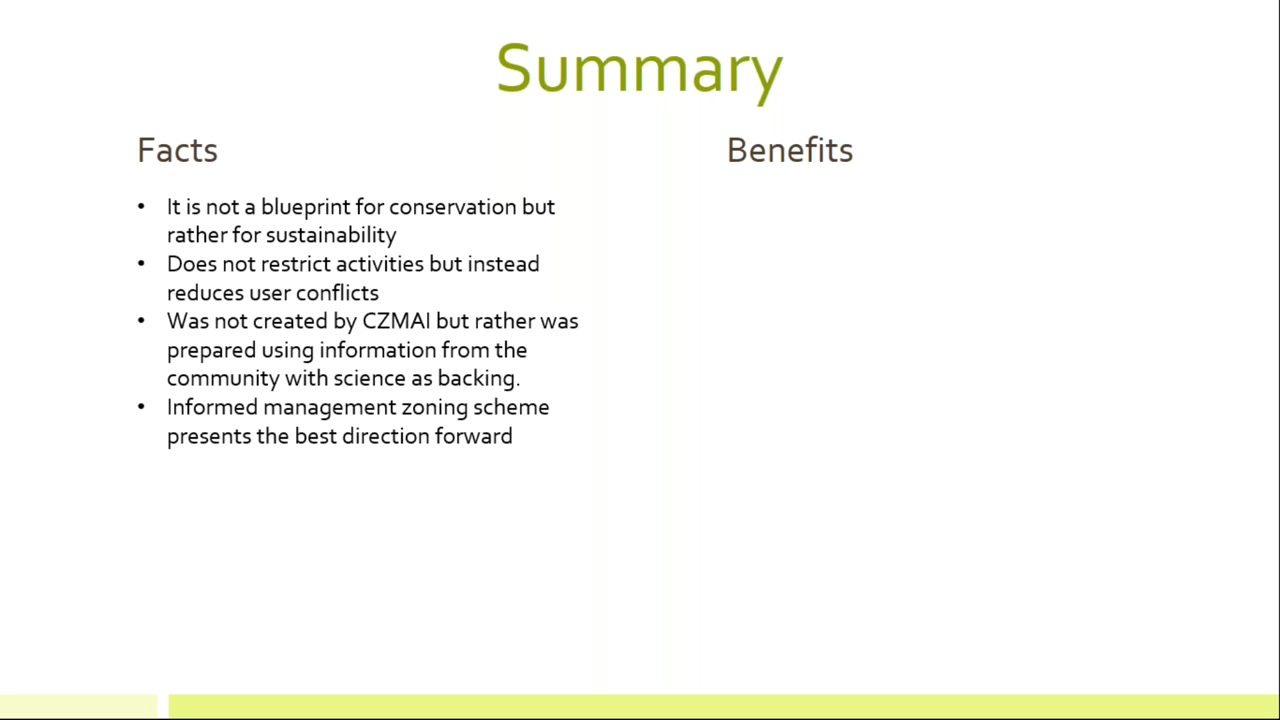 Summary
Facts
• It is not a blueprint for conservation but
rather for sustainability
• Does not restrict activities but instead
reduces user conflicts
• Was not created by CZMAI but rather was
prepared using information from the
community with science as backing.
• Informed management zoning scheme
presents the best direction forward
Benefits